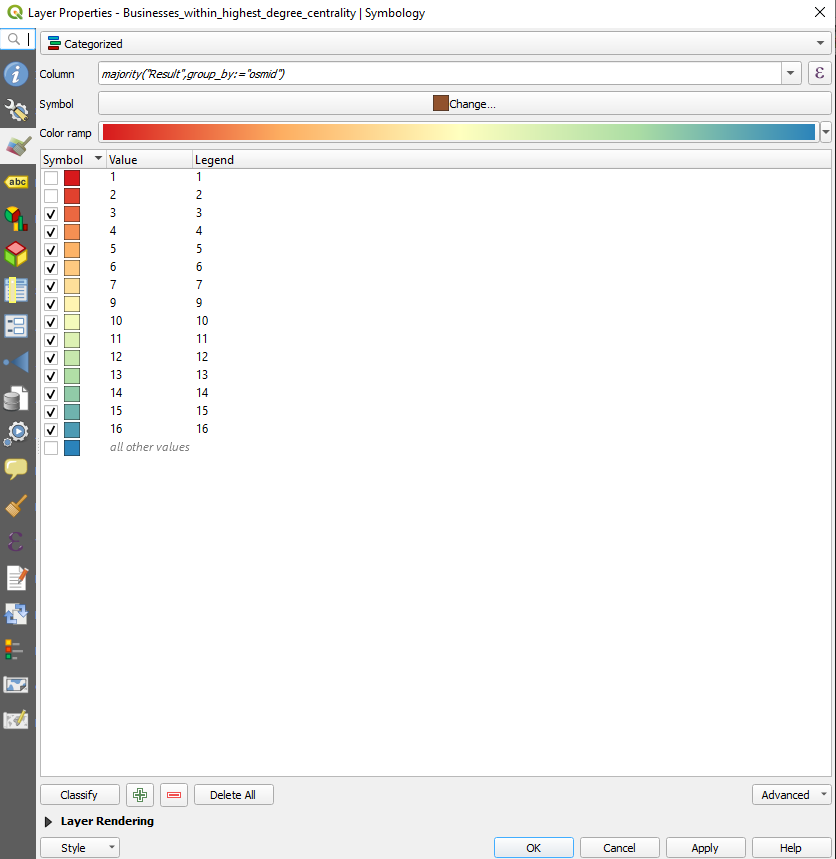 Layer Properties - Businesses_within_highest_degree_centrality | Symbology
Categorized
Column majority("Result",group_by:="osmid") ε
Symbol Change...
Color ramp
abc
Symbol Value Legend
1 1
2 2
3 3
4 4
5 5
6 6
7 7
9 9
10 10
11 11
12 12
13 13
14 14
15 15
16 16
all other values
Classify Delete All Advanced
Layer Rendering
Style OK Cancel Apply Help